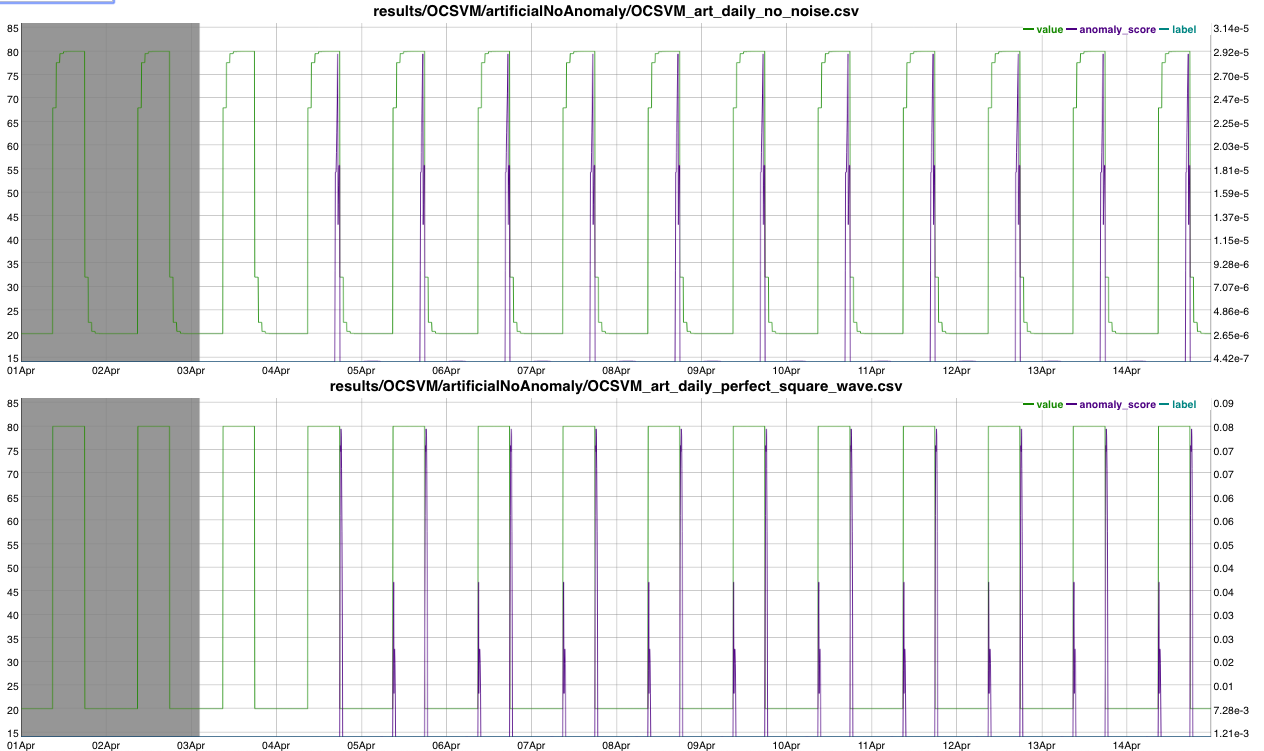 results/OCSVM/artificialNoAnomaly/OCSVM_art_daily_no_noise.csv
value anomaly_score label
85 3.14e-5
80 2.92e-5
75 2.70e-5
70 2.47e-5
65 2.25e-5
60 2.03e-5
55 1.81e-5
50 1.59e-5
45 1.37e-5
40 1.15e-5
35 9.28e-6
30 7.07e-6
25 4.86e-6
20 2.65e-6
15 4.42e-7
01Apr 02Apr 03Apr 04Apr 05Apr 06Apr 07Apr 08Apr 09Apr 10Apr 11Apr 12Apr 13Apr 14Apr
results/OCSVM/artificialNoAnomaly/OCSVM_art_daily_perfect_square_wave.csv
value anomaly_score label
85 0.09
80 0.08
75 0.07
70 0.07
65 0.06
60 0.06
55 0.05
50 0.04
45 0.04
40 0.03
35 0.03
30 0.02
25 0.01
20 7.28e-3
15 1.21e-3
01Apr 02Apr 03Apr 04Apr 05Apr 06Apr 07Apr 08Apr 09Apr 10Apr 11Apr 12Apr 13Apr 14Apr